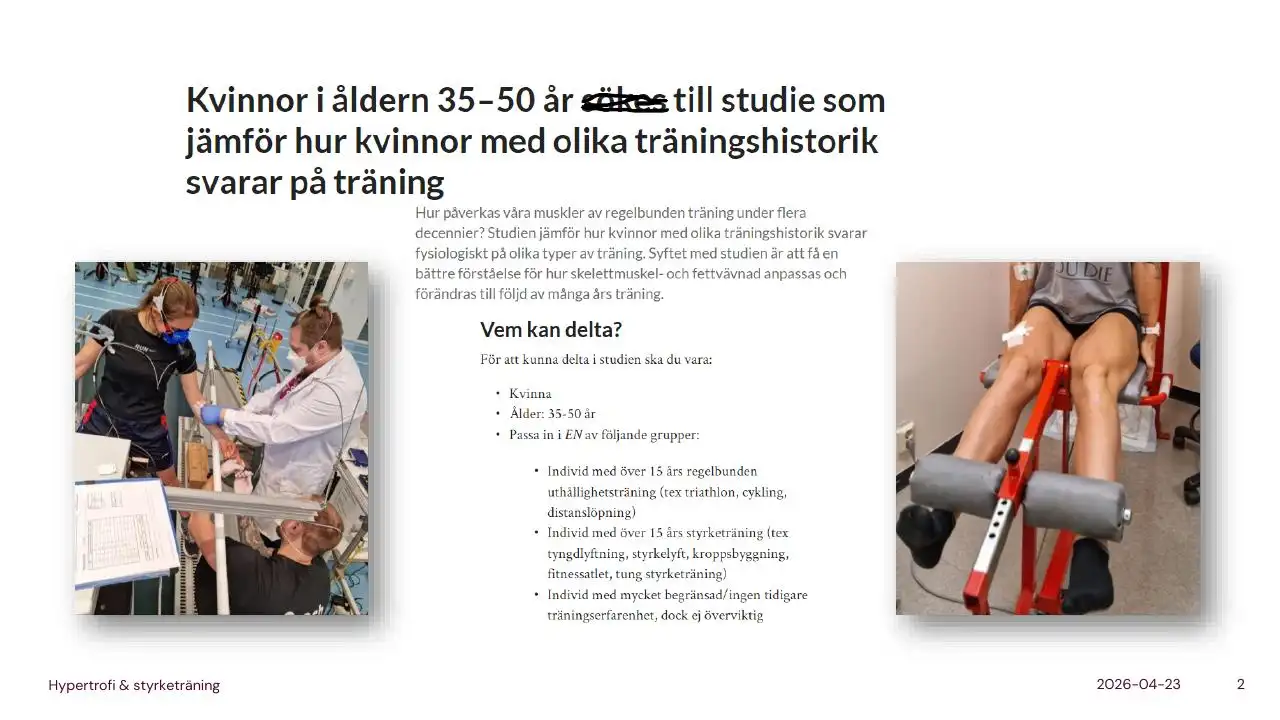 Kvinnor i åldern 35–50 år sökes till studie som
jämför hur kvinnor med olika träningshistorik
svarar på träning
Hur påverkas våra muskler av regelbunden träning under flera
decennier? Studien jämför hur kvinnor med olika träningshistorik svarar
fysiologiskt på olika typer av träning. Syftet med studien är att få en
bättre förståelse för hur skelettmuskel- och fettvävnad anpassas och
förändras till följd av många års träning.
Vem kan delta?
För att kunna delta i studien ska du vara:
• Kvinna
• Ålder: 35-50 år
• Passa in i EN av följande grupper:
• Individ med över 15 års regelbunden
uthållighetsträning (tex triathlon, cykling,
distanslöpning)
• Individ med över 15 års styrketräning (tex
tyngdlyftning, styrkelyft, kroppsbyggning,
fitnessatlet, tung styrketräning)
• Individ med mycket begränsad/ingen tidigare
träningserfarenhet, dock ej överviktig
RUN
OU DIE
Hypertrofi & styrketräning
2026-04-23
2